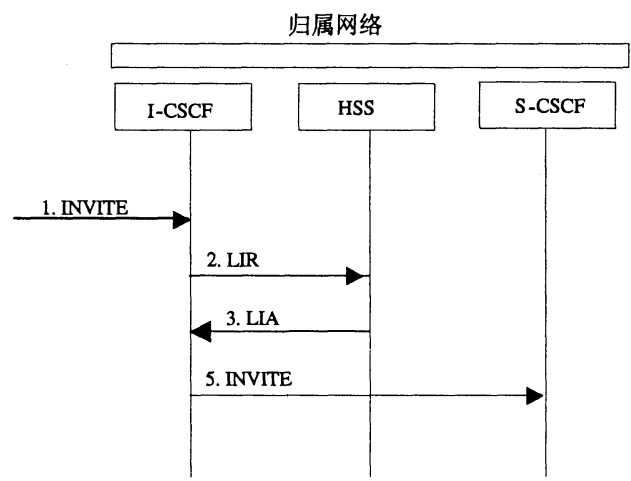 归属网络
I-CSCF
HSS
S-CSCF
1. INVITE
2. LIR
3. LIA
5. INVITE